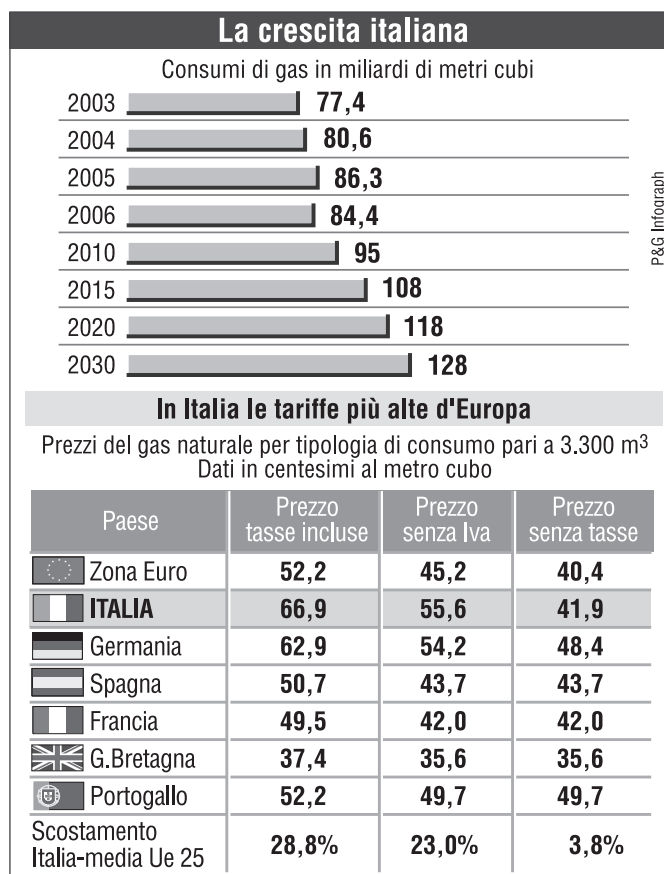 La crescita italiana
Consumi di gas in miliardi di metri cubi
2003 77,4
2004 80,6
2005 86,3
2006 84,4
2010 95
2015 108
2020 118
2030 128
P&G Infograph
In Italia le tariffe più alte d'Europa
Prezzi del gas naturale per tipologia di consumo pari a 3.300 m³
Dati in centesimi al metro cubo
Paese Prezzo tasse incluse Prezzo senza Iva Prezzo senza tasse
Zona Euro 52,2 45,2 40,4
ITALIA 66,9 55,6 41,9
Germania 62,9 54,2 48,4
Spagna 50,7 43,7 43,7
Francia 49,5 42,0 42,0
G.Bretagna 37,4 35,6 35,6
Portogallo 52,2 49,7 49,7
Scostamento
Italia-media Ue 25 28,8% 23,0% 3,8%